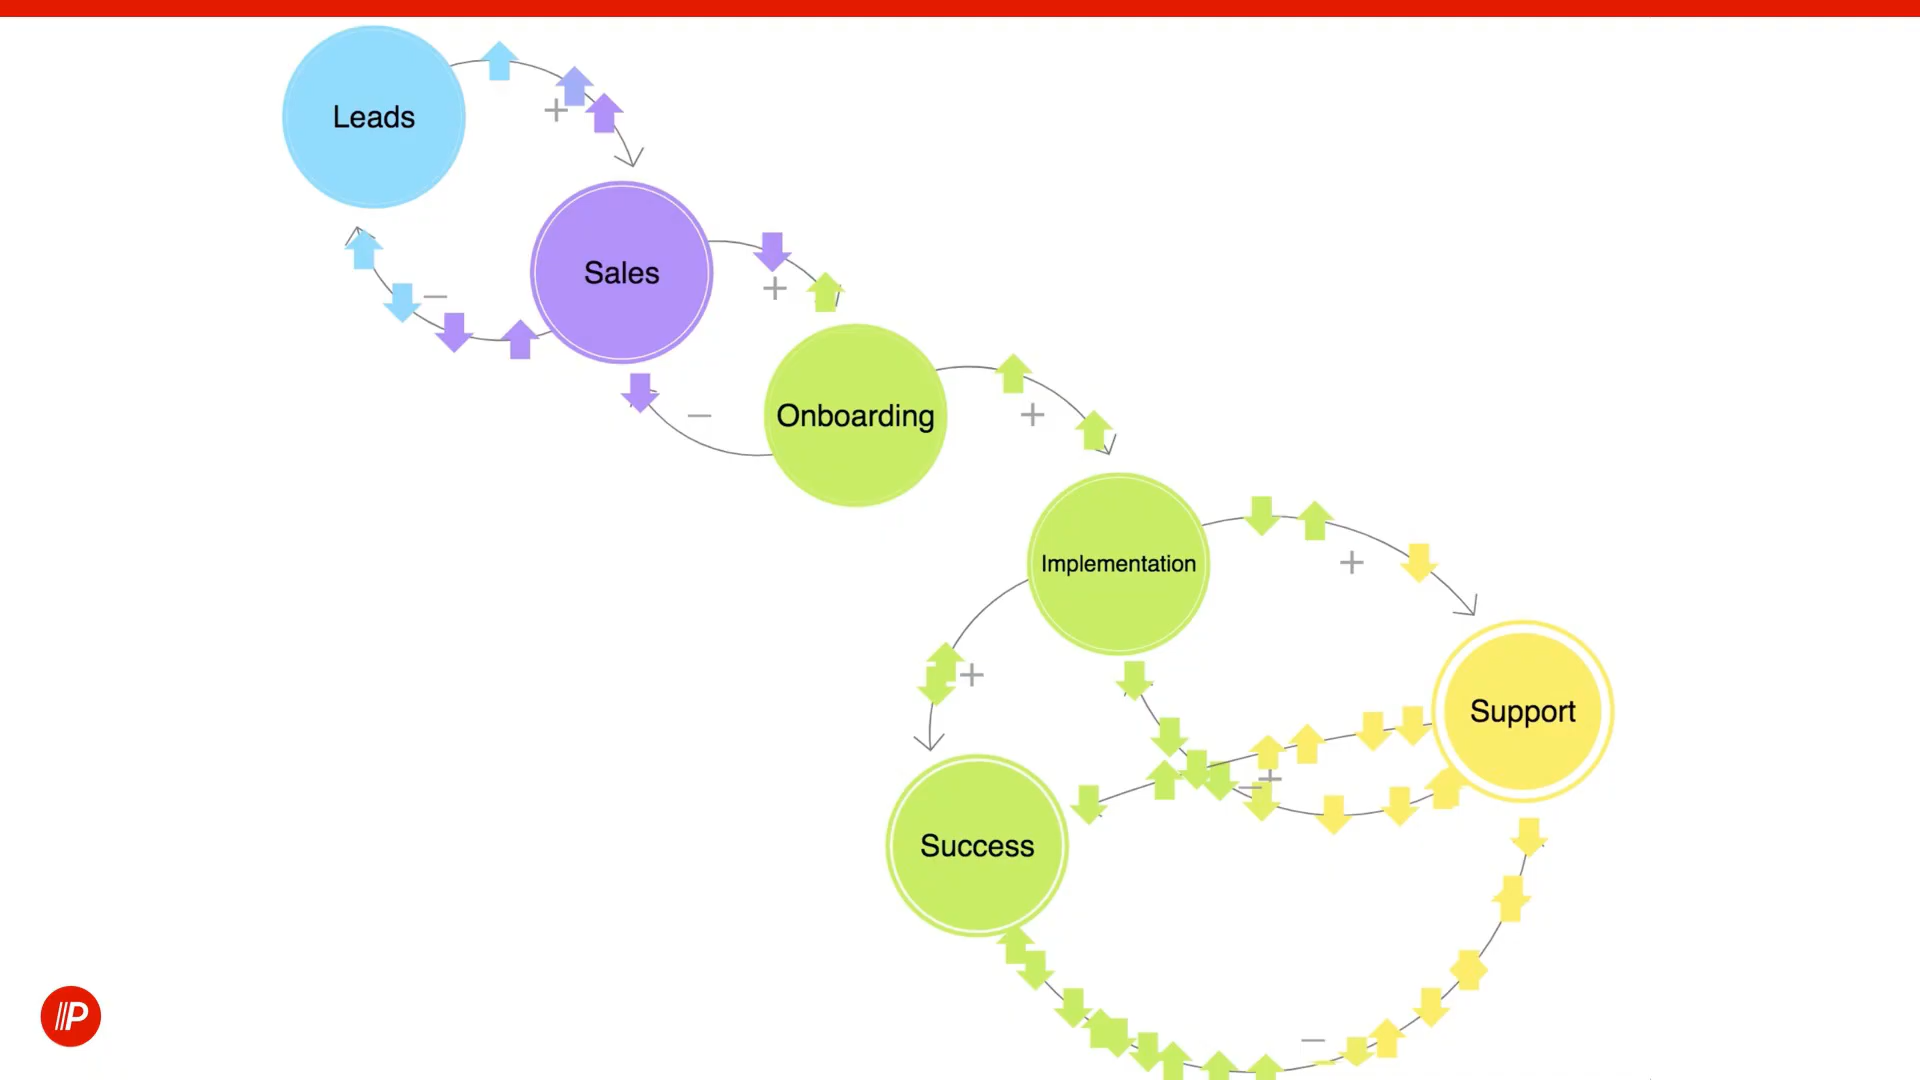 Leads
+
Sales
+
−
Onboarding
−
+
Implementation
+
+
Support
+
−
Success
−
P